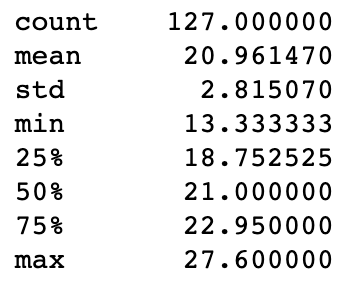 count 127.000000
mean 20.961470
std 2.815070
min 13.333333
25% 18.752525
50% 21.000000
75% 22.950000
max 27.600000